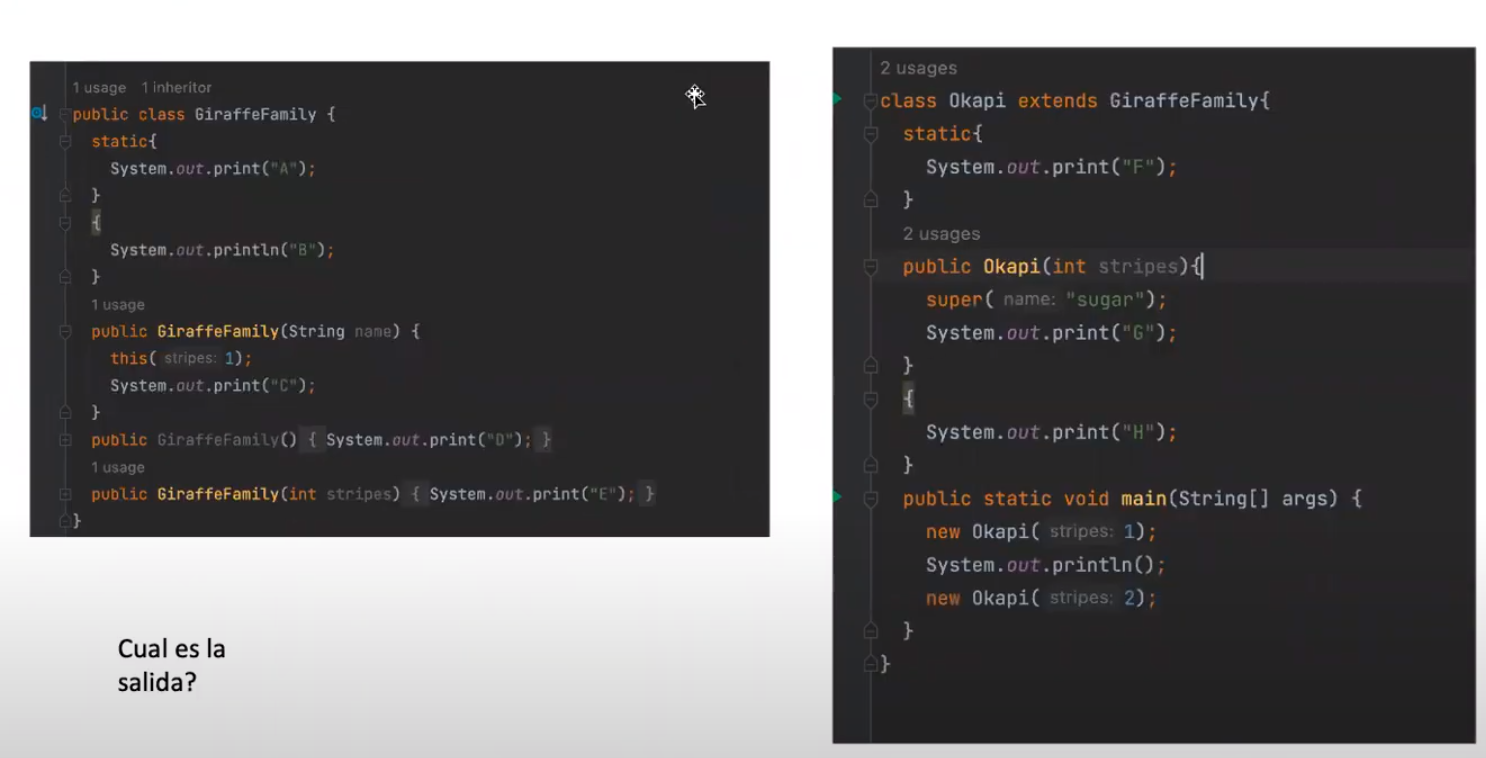 1 usage 1 inheritor
public class GiraffeFamily {
static{
System.out.print("A");
}
{
System.out.println("B");
}
1 usage
public GiraffeFamily(String name) {
this( stripes: 1);
System.out.print("C");
}
public GiraffeFamily() { System.out.print("D"); }
1 usage
public GiraffeFamily(int stripes) { System.out.print("E"); }
}
Cual es la
salida?
2 usages
class Okapi extends GiraffeFamily{
static{
System.out.print("F");
}
2 usages
public Okapi(int stripes){
super( name: "sugar");
System.out.print("G");
}
{
System.out.print("H");
}
public static void main(String[] args) {
new Okapi( stripes: 1);
System.out.println();
new Okapi( stripes: 2);
}
}